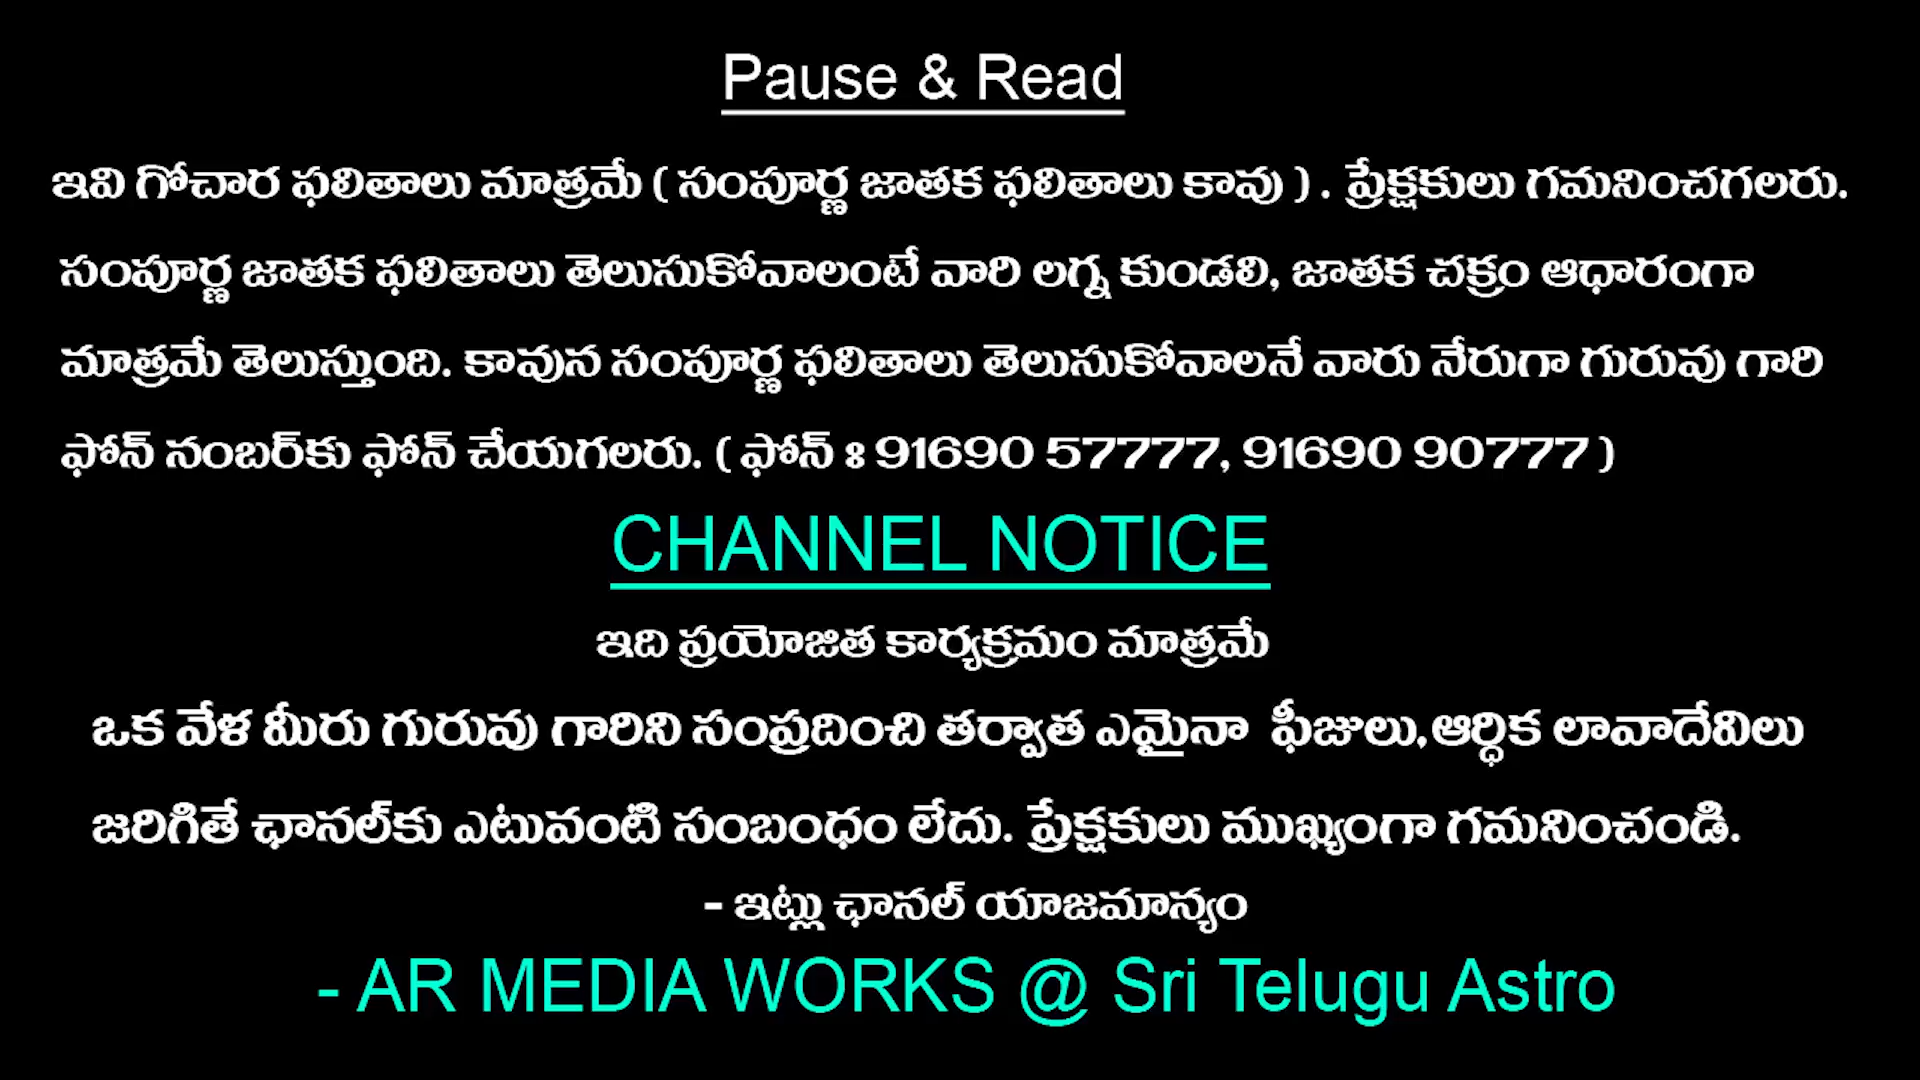 Pause & Read
ఇవి గోచార ఫలితాలు మాత్రమే ( సంపూర్ణ జాతక ఫలితాలు కావు ) . ప్రేక్షకులు గమనించగలరు.
సంపూర్ణ జాతక ఫలితాలు తెలుసుకోవాలంటే వారి లగ్న కుండలి, జాతక చక్రం ఆధారంగా
మాత్రమే తెలుస్తుంది. కావున సంపూర్ణ ఫలితాలు తెలుసుకోవాలనే వారు నేరుగా గురువు గారి
ఫోన్ నంబర్‌కు ఫోన్ చేయగలరు. ( ఫోన్ ః 91690 57777, 91690 90777 )
CHANNEL NOTICE
ఇది ప్రయోజిత కార్యక్రమం మాత్రమే
ఒక వేళ మీరు గురువు గారిని సంప్రదించి తర్వాత ఎమైనా ఫీజులు,ఆర్ధిక లావాదేవిలు
జరిగితే ఛానల్‌కు ఎటువంటి సంబంధం లేదు. ప్రేక్షకులు ముఖ్యంగా గమనించండి.
- ఇట్లు ఛానల్ యాజమాన్యం
- AR MEDIA WORKS @ Sri Telugu Astro